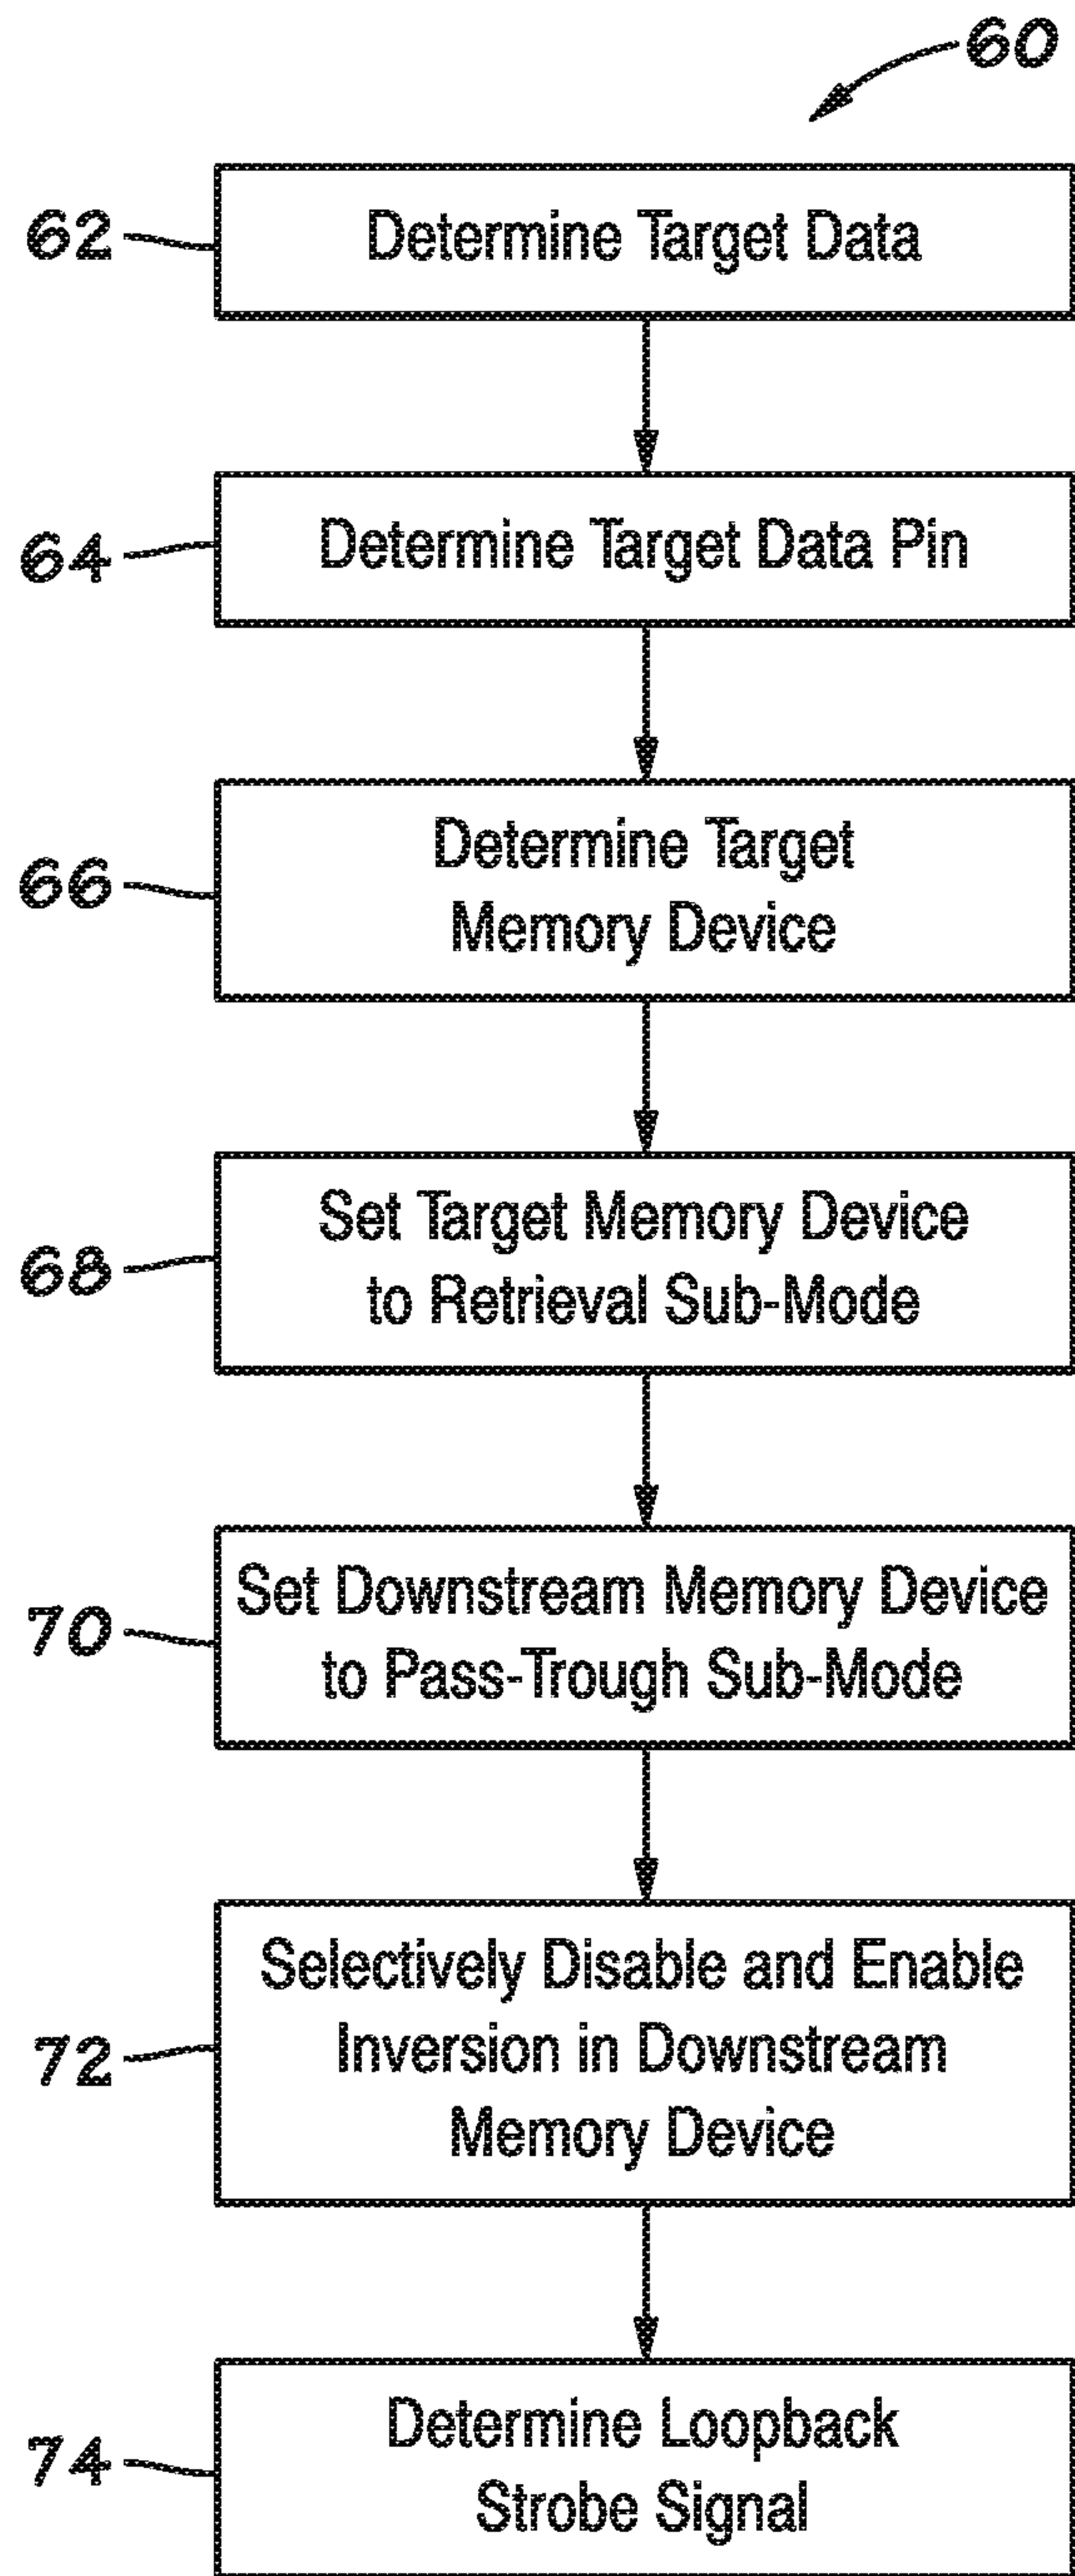 60
62
Determine Target Data
64
Determine Target Data Pin
66
Determine Target
Memory Device
68
Set Target Memory Device
to Retrieval Sub-Mode
70
Set Downstream Memory Device
to Pass-Trough Sub-Mode
72
Selectively Disable and Enable
Inversion in Downstream
Memory Device
74
Determine Loopback
Strobe Signal